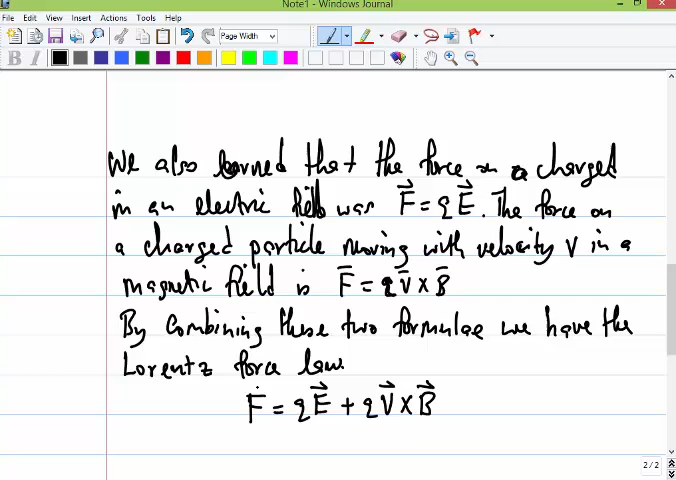 Note1 - Windows Journal
File Edit View Insert Actions Tools Help
Page Width
B I
We also learned that the force on a charged
in an electric field was F⃗ = qE⃗. The force on
a charged particle moving with velocity v in a
magnetic field is F̄ = qv̄ × B̄
By combining these two formulae we have the
Lorentz force law
F = qE⃗ + qV⃗ × B⃗
2 / 2